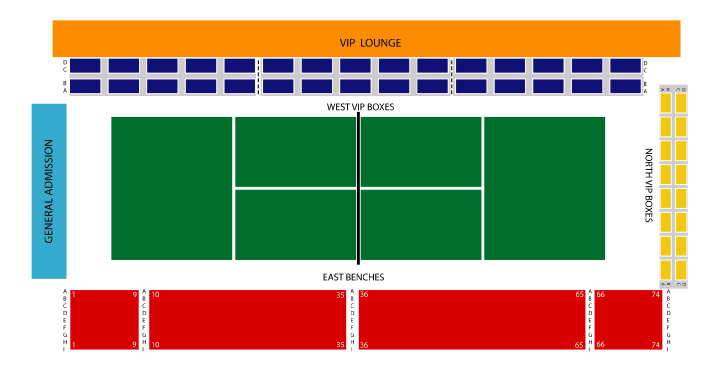 VIP LOUNGE
D
C
B
A
D
C
B
A
WEST VIP BOXES
A B C D
GENERAL ADMISSION
NORTH VIP BOXES
EAST BENCHES
A
B
C
D
E
F
G
H
I
1 9
1 9
A
B
C
D
E
F
G
H
I
10 35
10 35
A
B
C
D
E
F
G
H
I
36 65
36 65
A
B
C
D
E
F
G
H
I
66 74
66 74
A
B
C
D
E
F
G
H
I